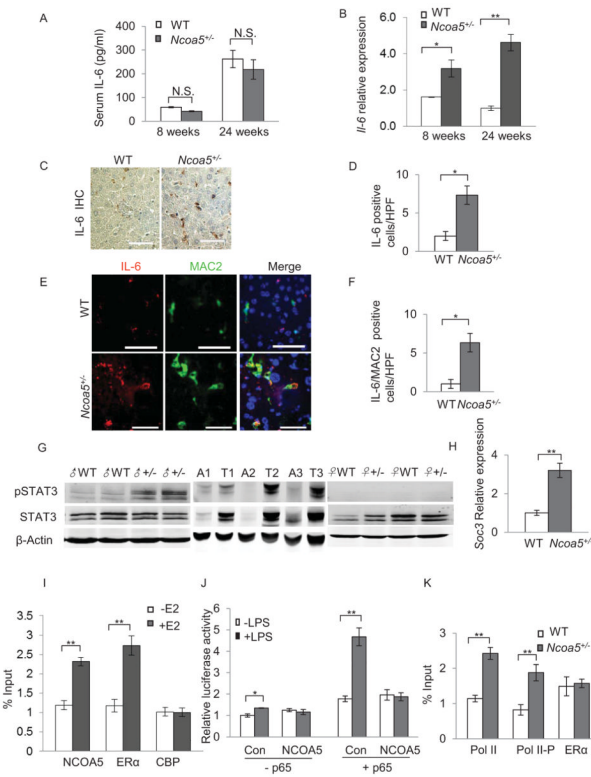 A
WT
Ncoa5+/-
Serum IL-6 (pg/ml)
400
300
200
100
0
N.S.
N.S.
8 weeks 24 weeks
B
WT
Ncoa5+/-
Il-6 relative expression
6.0
4.0
2.0
0.0
*
**
8 weeks 24 weeks
C
WT Ncoa5+/-
IL-6 IHC
D
IL-6 positive
cells/HPF
10
5
0
*
WT Ncoa5+/-
E
IL-6 MAC2 Merge
WT
Ncoa5+/-
F
IL-6/MAC2 positive
cells/HPF
10
5
0
*
WT Ncoa5+/-
G
♂WT ♂WT ♂+/- ♂+/- A1 T1 A2 T2 A3 T3 ♀WT ♀+/- ♀WT ♀+/-
pSTAT3
STAT3
β-Actin
H
Soc3 Relative expression
5
4
3
2
1
0
**
WT Ncoa5+/-
I
-E2
+E2
% Input
3.5
3
2.5
2
1.5
1
0.5
0
**
**
NCOA5 ERα CBP
J
-LPS
+LPS
Relative luciferase activity
6
5
4
3
2
1
0
*
**
Con NCOA5 Con NCOA5
- p65 + p65
K
WT
Ncoa5+/-
% Input
3
2.5
2
1.5
1
0.5
0
**
**
Pol II Pol II-P ERα